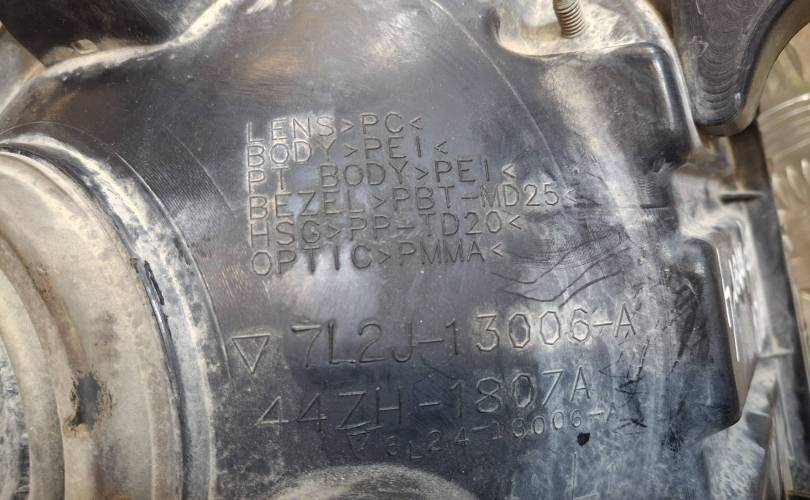 LENS>PC<
BODY>PEI<
PT BODY>PEI<
BEZEL>PBT-MD25<
HSG>PP-TD20<
OPTIC>PMMA<
▽ 7L2J-13006-A
44ZH-1807A